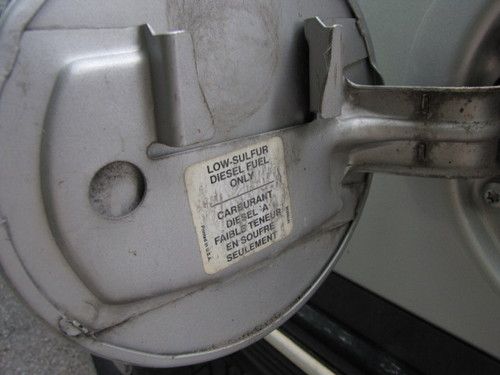 LOW-SULFUR
DIESEL FUEL
ONLY
CARBURANT
DIESEL A
FAIBLE TENEUR
EN SOUFRE
SEULEMENT